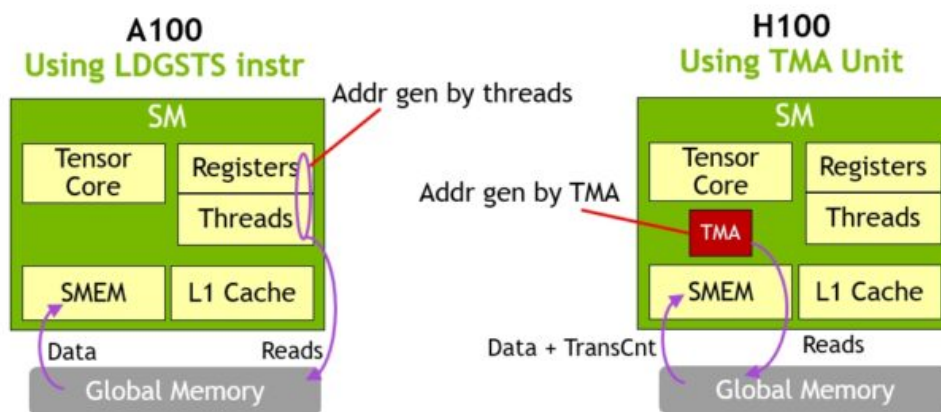 A100
Using LDGSTS instr
Addr gen by threads
SM
Tensor
Core
Registers
Threads
SMEM
L1 Cache
Data
Reads
Global Memory
H100
Using TMA Unit
Addr gen by TMA
SM
Tensor
Core
Registers
Threads
TMA
SMEM
L1 Cache
Data + TransCnt
Reads
Global Memory